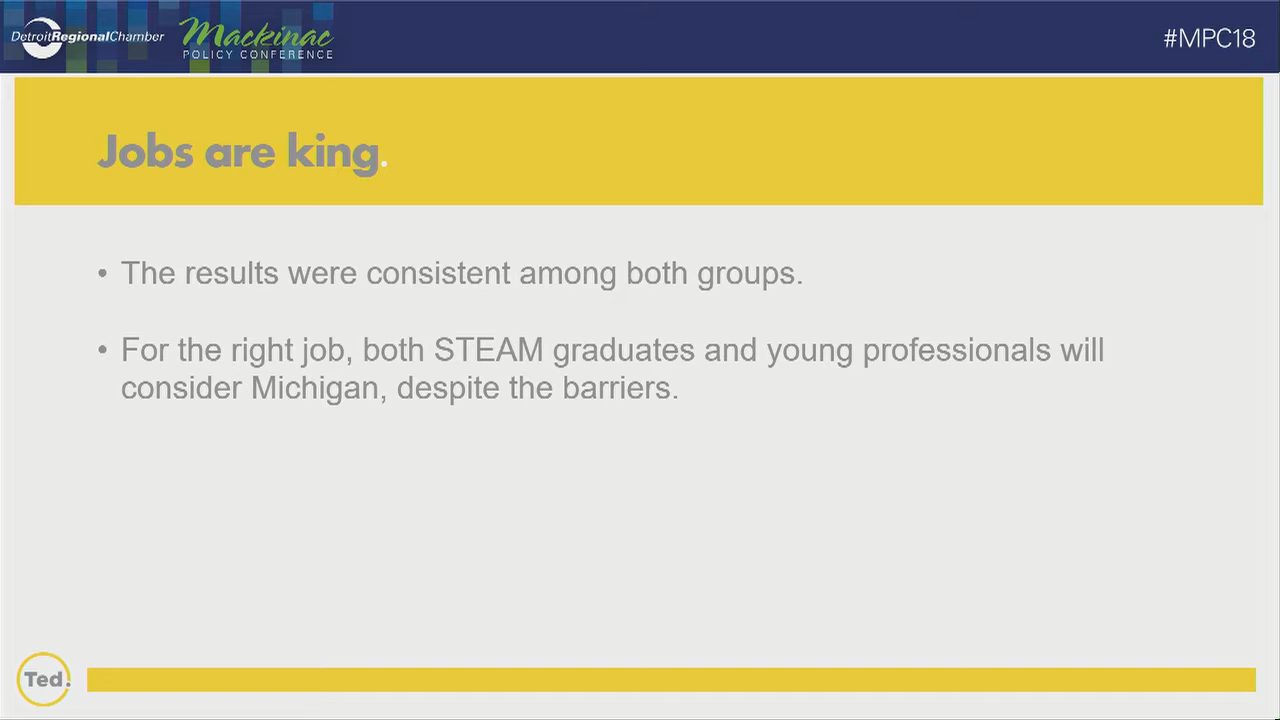 DetroitRegionalChamber
Mackinac
POLICY CONFERENCE
#MPC18
Jobs are king.
• The results were consistent among both groups.
• For the right job, both STEAM graduates and young professionals will
consider Michigan, despite the barriers.
Ted.